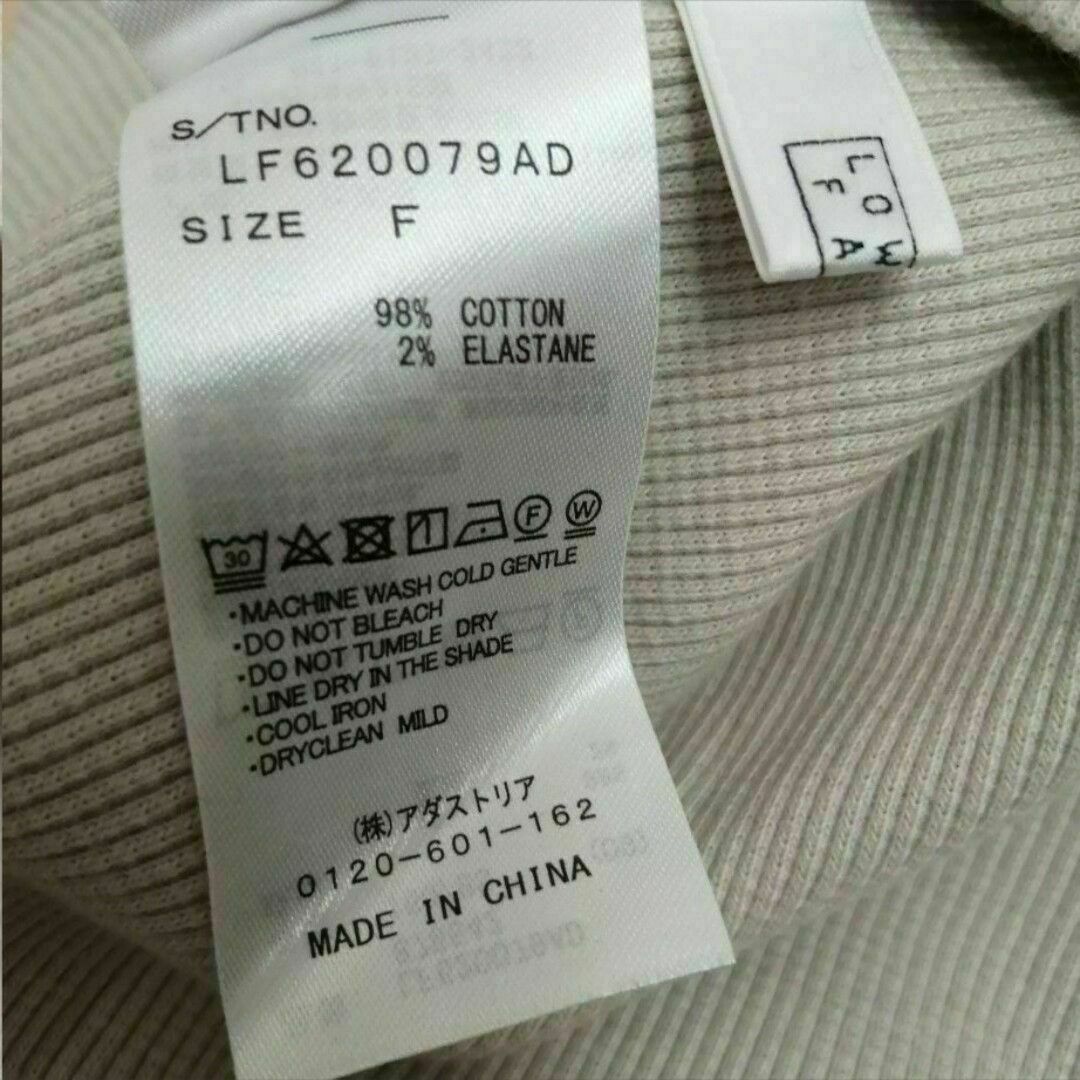 S/TNO.
LF620079AD
SIZE F
98% COTTON
2% ELASTANE
30 F W
・MACHINE WASH COLD GENTLE
・DO NOT BLEACH
・DO NOT TUMBLE DRY
・LINE DRY IN THE SHADE
・COOL IRON
・DRYCLEAN MILD
(株)アダストリア
0120-601-162
MADE IN CHINA
LOW
F A